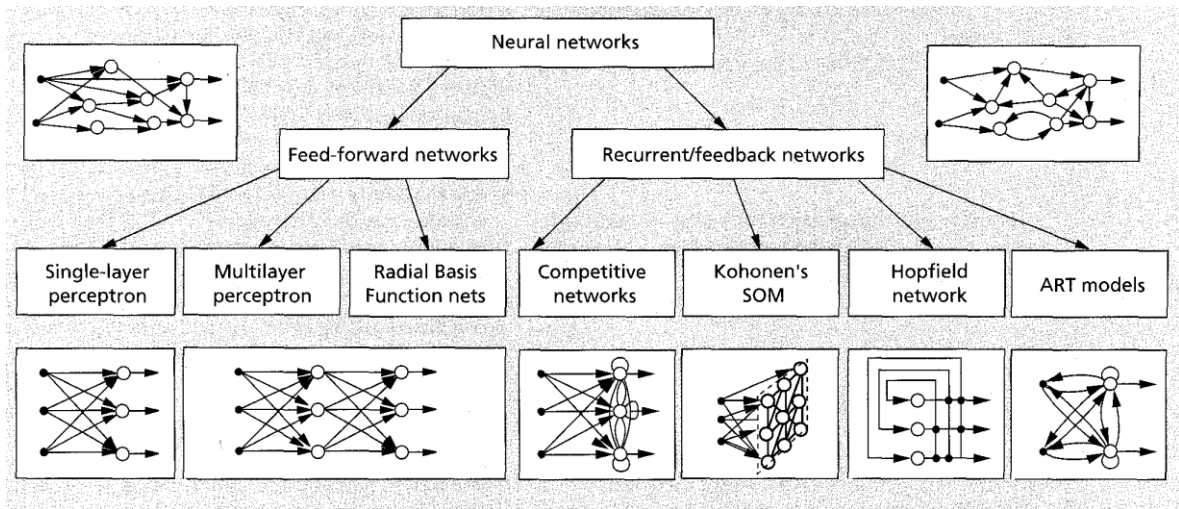 Neural networks
Feed-forward networks
Recurrent/feedback networks
Single-layer
perceptron
Multilayer
perceptron
Radial Basis
Function nets
Competitive
networks
Kohonen's
SOM
Hopfield
network
ART models